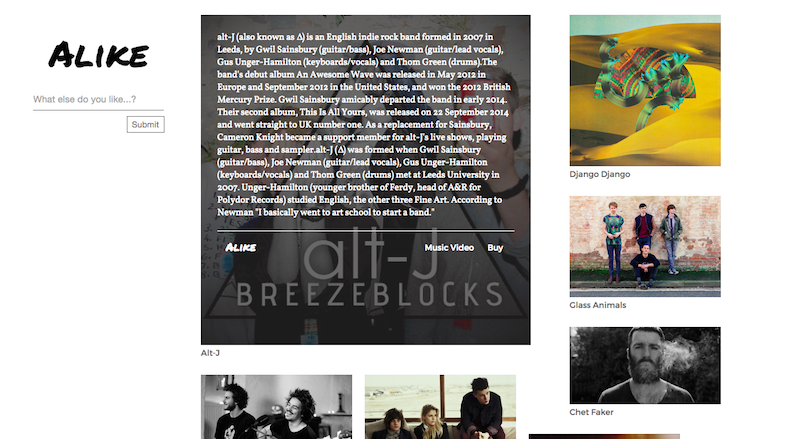 Alike
What else do you like...?
Submit
alt-J (also known as Δ) is an English indie rock band formed in 2007 in
Leeds, by Gwil Sainsbury (guitar/bass), Joe Newman (guitar/lead vocals),
Gus Unger-Hamilton (keyboards/vocals) and Thom Green (drums).The
band's debut album An Awesome Wave was released in May 2012 in
Europe and September 2012 in the United States, and won the 2012 British
Mercury Prize. Gwil Sainsbury amicably departed the band in early 2014.
Their second album, This Is All Yours, was released on 22 September 2014
and went straight to UK number one. As a replacement for Sainsbury,
Cameron Knight became a support member for alt-J's live shows, playing
guitar, bass and sampler.alt-J (Δ) was formed when Gwil Sainsbury
(guitar/bass), Joe Newman (guitar/lead vocals), Gus Unger-Hamilton
(keyboards/vocals) and Thom Green (drums) met at Leeds University in
2007. Unger-Hamilton (younger brother of Ferdy, head of A&R for
Polydor Records) studied English, the other three Fine Art. According to
Newman "I basically went to art school to start a band."
Alike Music Video Buy
alt-J
BREEZEBLOCKS
Alt-J
Django Django
Glass Animals
Chet Faker